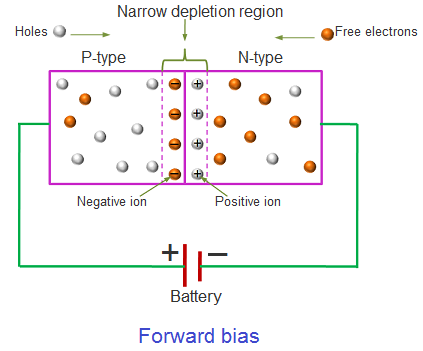 Narrow depletion region
Holes
Free electrons
P-type
N-type
Negative ion
Positive ion
+ –
Battery
Forward bias